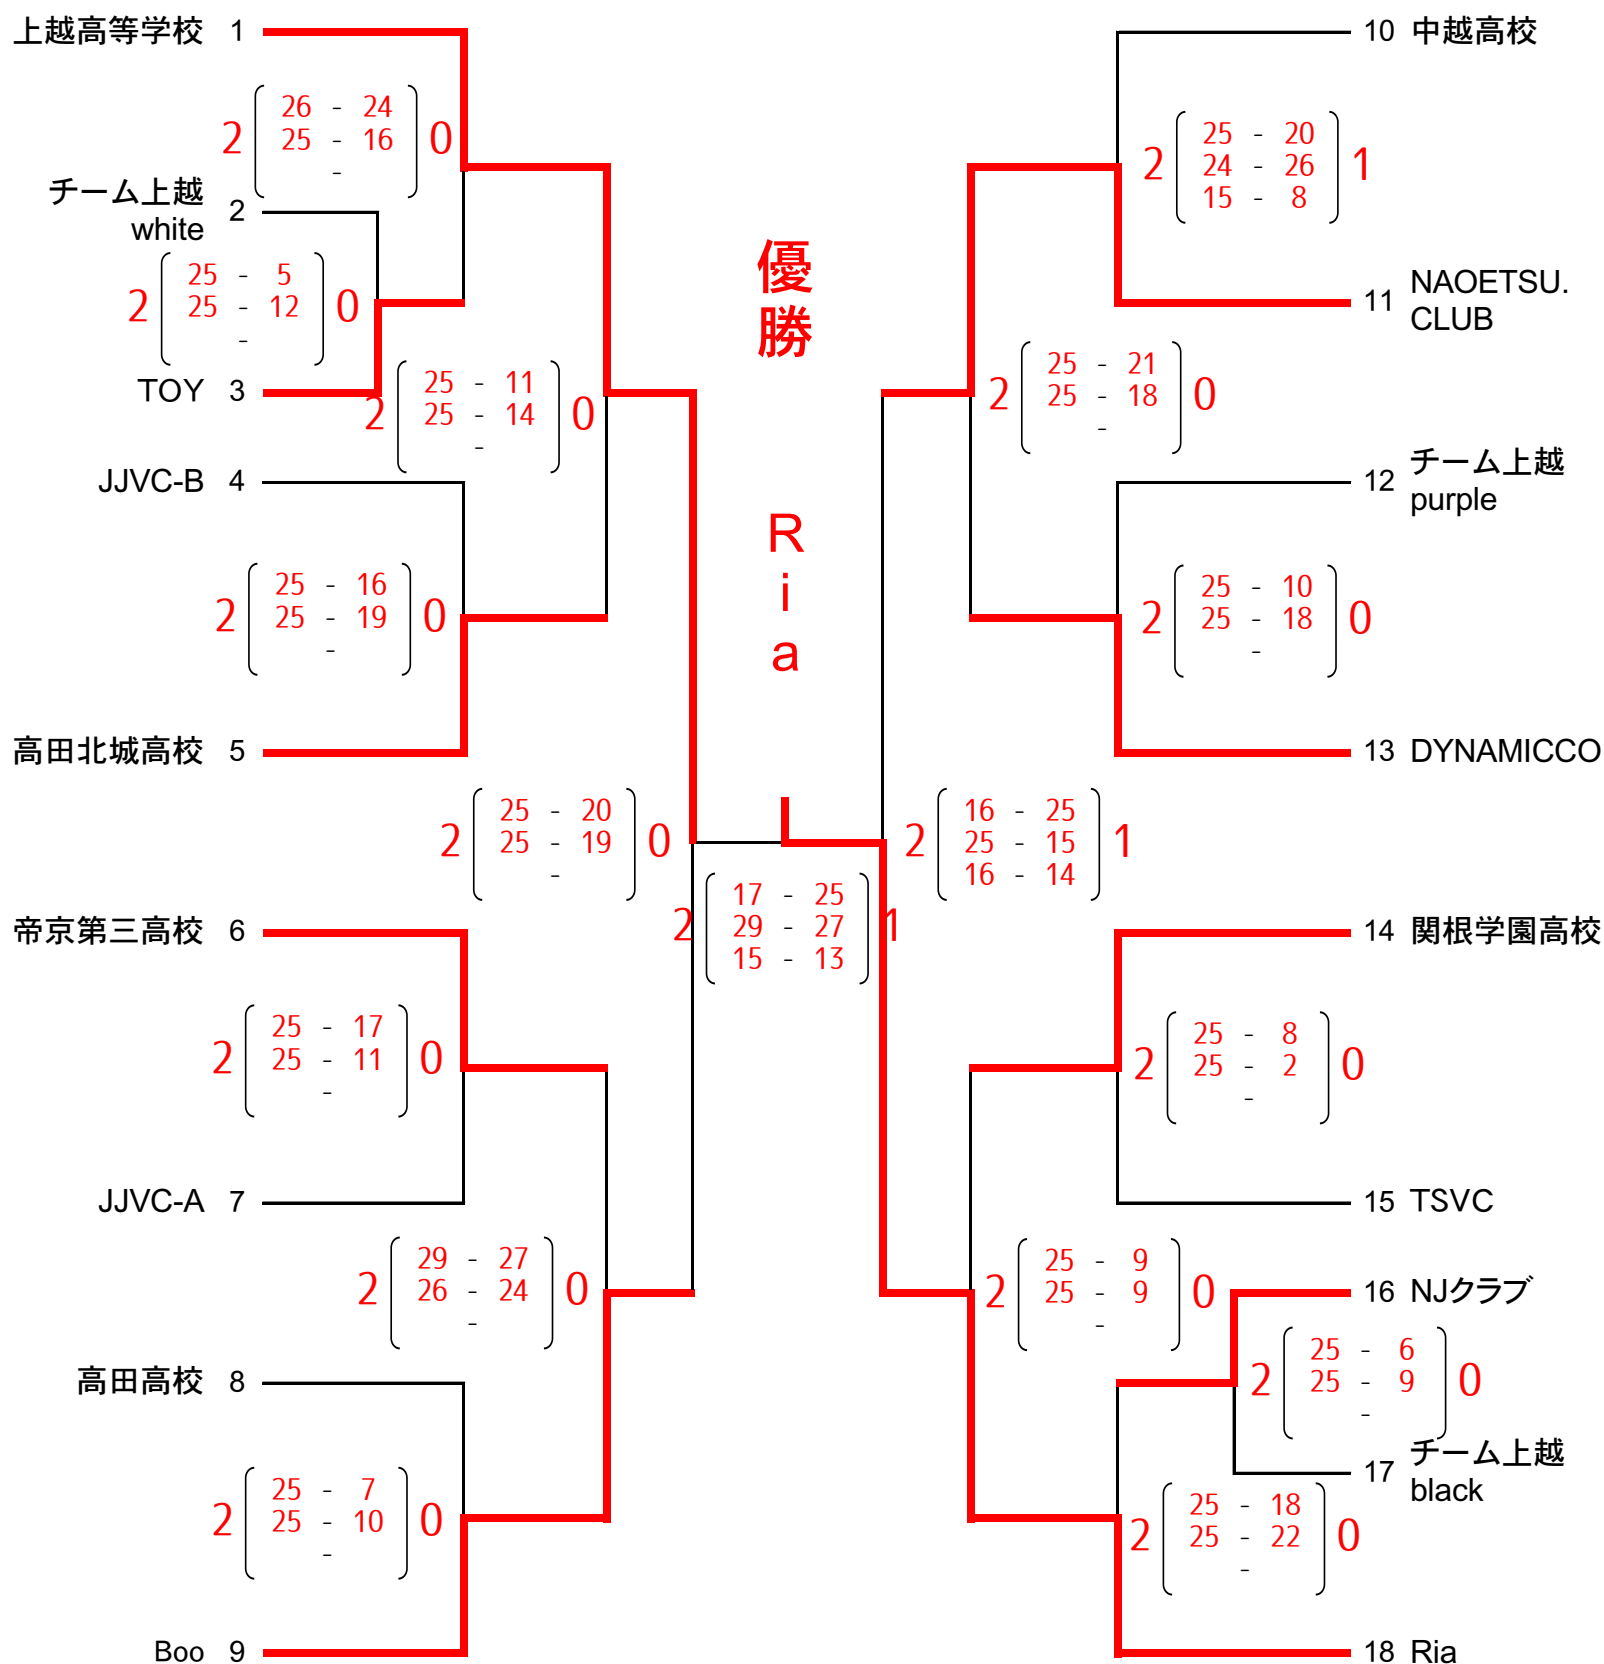 上越高等学校 1
26 - 24
2 25 - 16 0
-
チーム上越
white 2
25 - 5
2 25 - 12 0
-
TOY 3
25 - 11
2 25 - 14 0
-
JJVC-B 4
25 - 16
2 25 - 19 0
-
高田北城高校 5
25 - 20
2 25 - 19 0
-
帝京第三高校 6
25 - 17
2 25 - 11 0
-
JJVC-A 7
29 - 27
2 26 - 24 0
-
高田高校 8
25 - 7
2 25 - 10 0
-
Boo 9
優
勝
R
i
a
17 - 25
2 29 - 27 1
15 - 13
10 中越高校
25 - 20
2 24 - 26 1
15 - 8
11 NAOETSU.
CLUB
25 - 21
2 25 - 18 0
-
12 チーム上越
purple
25 - 10
2 25 - 18 0
-
13 DYNAMICCO
16 - 25
2 25 - 15 1
16 - 14
14 関根学園高校
25 - 8
2 25 - 2 0
-
15 TSVC
25 - 9
2 25 - 9 0
-
16 NJクラブ
25 - 6
2 25 - 9 0
-
17 チーム上越
black
25 - 18
2 25 - 22 0
-
18 Ria